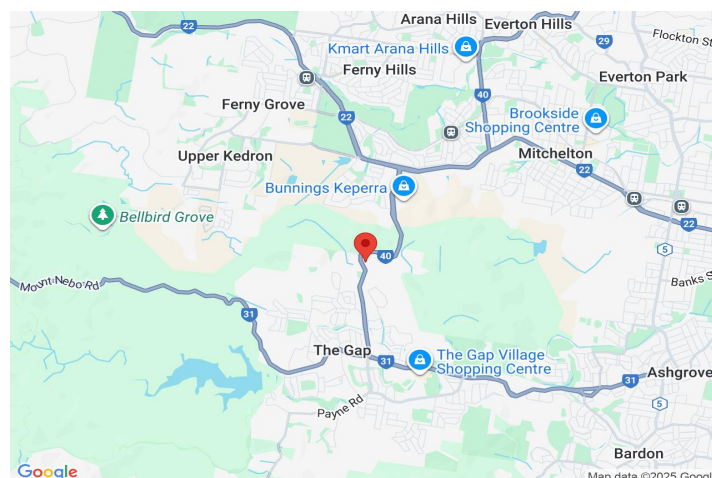 Arana Hills
Everton Hills
22
Kmart Arana Hills
29
Flockton St
Ferny Hills
Everton Park
40
Ferny Grove
22
Brookside
Shopping Centre
Upper Kedron
Mitchelton
22
Bunnings Keperra
Bellbird Grove
22
40
5
Mount Nebo Rd
Banks S
31
The Gap
31
The Gap Village
Shopping Centre
Ashgrove
31
Payne Rd
5
Bardon
Google
Map data ©2025 Google